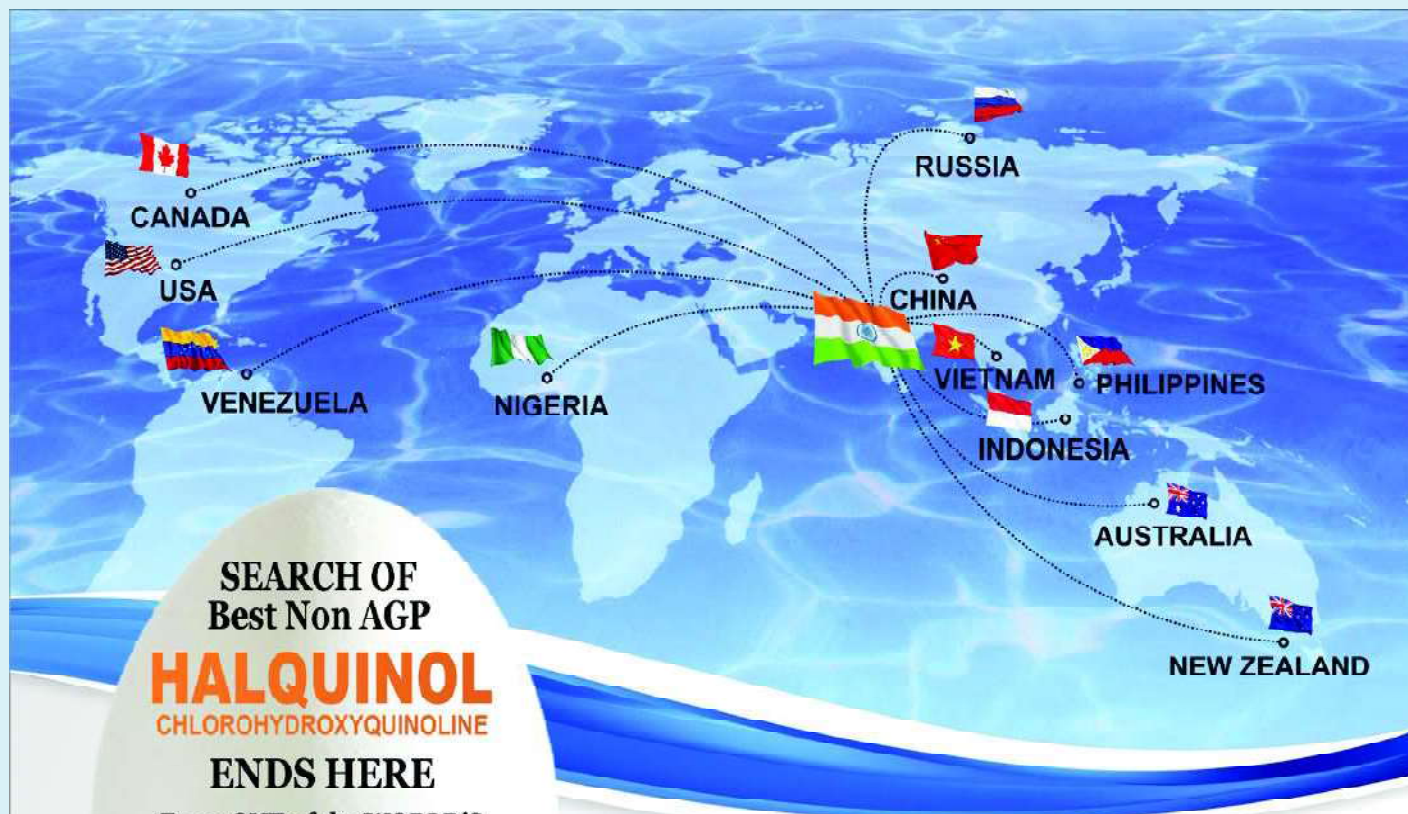 RUSSIA
CANADA
USA
CHINA
VENEZUELA
NIGERIA
VIETNAM
PHILIPPINES
INDONESIA
AUSTRALIA
NEW ZEALAND
SEARCH OF
Best Non AGP
HALQUINOL
CHLOROHYDROXYQUINOLINE
ENDS HERE